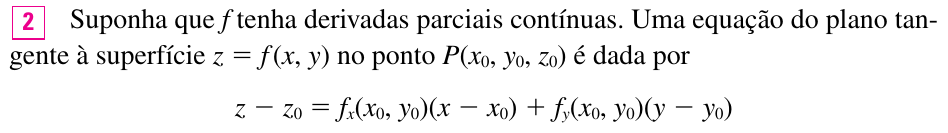 2 Suponha que f tenha derivadas parciais contínuas. Uma equação do plano tan-
gente à superfície z = f(x, y) no ponto P(x₀, y₀, z₀) é dada por
z − z₀ = fₓ(x₀, y₀)(x − x₀) + f_y(x₀, y₀)(y − y₀)